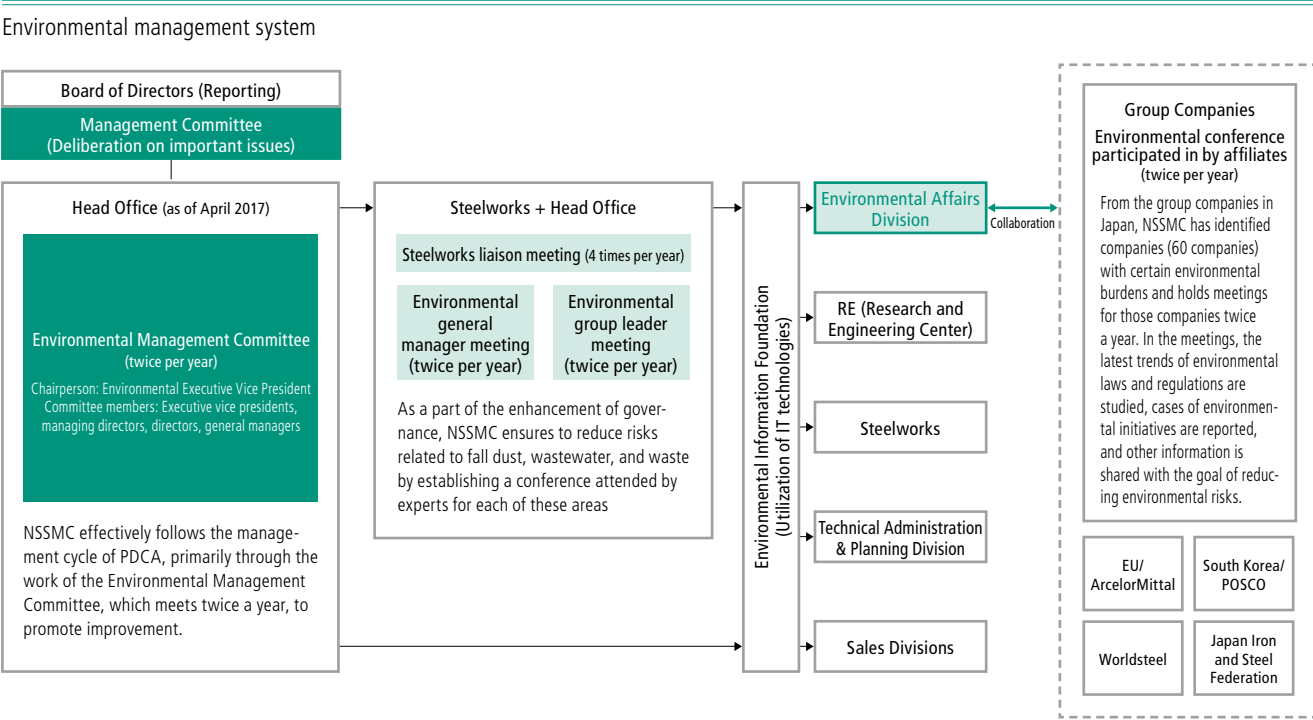 Environmental management system
Board of Directors (Reporting)
Management Committee
(Deliberation on important issues)
Head Office (as of April 2017)
Environmental Management Committee
(twice per year)
Chairperson: Environmental Executive Vice President
Committee members: Executive vice presidents,
managing directors, directors, general managers
NSSMC effectively follows the manage-
ment cycle of PDCA, primarily through the
work of the Environmental Management
Committee, which meets twice a year, to
promote improvement.
Steelworks + Head Office
Steelworks liaison meeting (4 times per year)
Environmental
general
manager meeting
(twice per year)
Environmental
group leader
meeting
(twice per year)
As a part of the enhancement of gover-
nance, NSSMC ensures to reduce risks
related to fall dust, wastewater, and waste
by establishing a conference attended by
experts for each of these areas
Environmental Information Foundation
(Utilization of IT technologies)
Environmental Affairs
Division
Collaboration
RE (Research and
Engineering Center)
Steelworks
Technical Administration
& Planning Division
Sales Divisions
Group Companies
Environmental conference
participated in by affiliates
(twice per year)
From the group companies in
Japan, NSSMC has identified
companies (60 companies)
with certain environmental
burdens and holds meetings
for those companies twice
a year. In the meetings, the
latest trends of environmental
laws and regulations are
studied, cases of environmen-
tal initiatives are reported,
and other information is
shared with the goal of reduc-
ing environmental risks.
EU/
ArcelorMittal
South Korea/
POSCO
Worldsteel
Japan Iron
and Steel
Federation